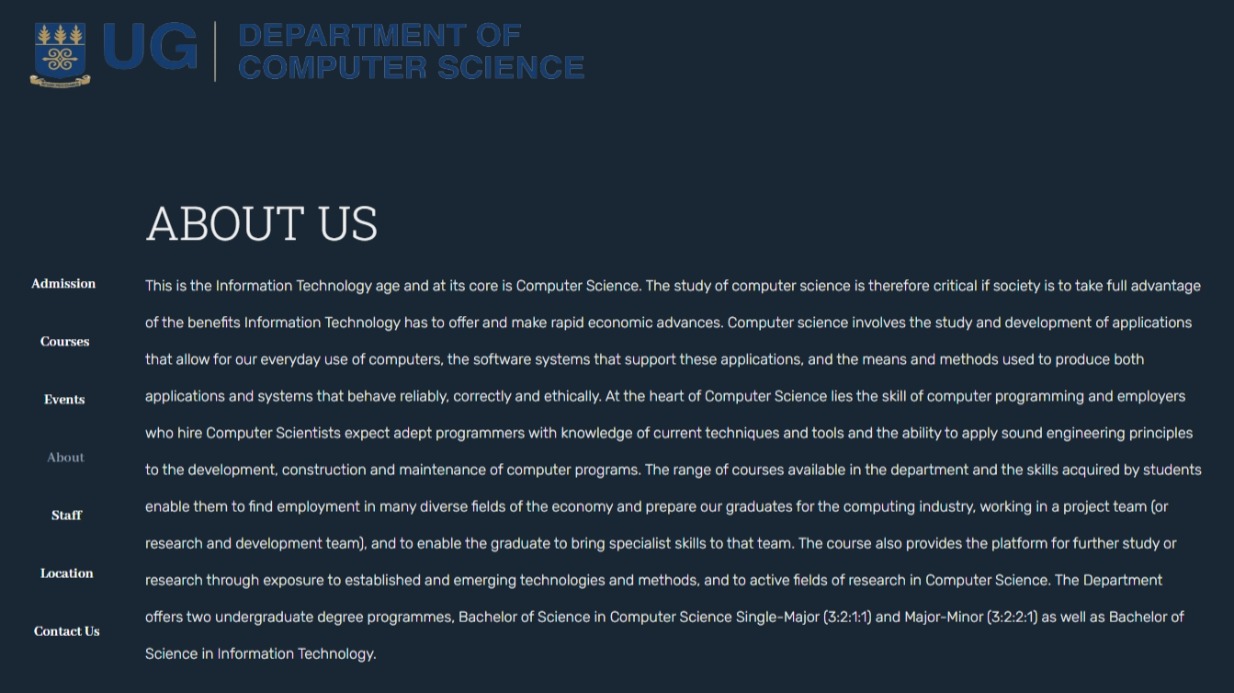 UG
DEPARTMENT OF
COMPUTER SCIENCE
ABOUT US
Admission
Courses
Events
About
Staff
Location
Contact Us
This is the Information Technology age and at its core is Computer Science. The study of computer science is therefore critical if society is to take full advantage
of the benefits Information Technology has to offer and make rapid economic advances. Computer science involves the study and development of applications
that allow for our everyday use of computers, the software systems that support these applications, and the means and methods used to produce both
applications and systems that behave reliably, correctly and ethically. At the heart of Computer Science lies the skill of computer programming and employers
who hire Computer Scientists expect adept programmers with knowledge of current techniques and tools and the ability to apply sound engineering principles
to the development, construction and maintenance of computer programs. The range of courses available in the department and the skills acquired by students
enable them to find employment in many diverse fields of the economy and prepare our graduates for the computing industry, working in a project team (or
research and development team), and to enable the graduate to bring specialist skills to that team. The course also provides the platform for further study or
research through exposure to established and emerging technologies and methods, and to active fields of research in Computer Science. The Department
offers two undergraduate degree programmes, Bachelor of Science in Computer Science Single-Major (3:2:1:1) and Major-Minor (3:2:2:1) as well as Bachelor of
Science in Information Technology.